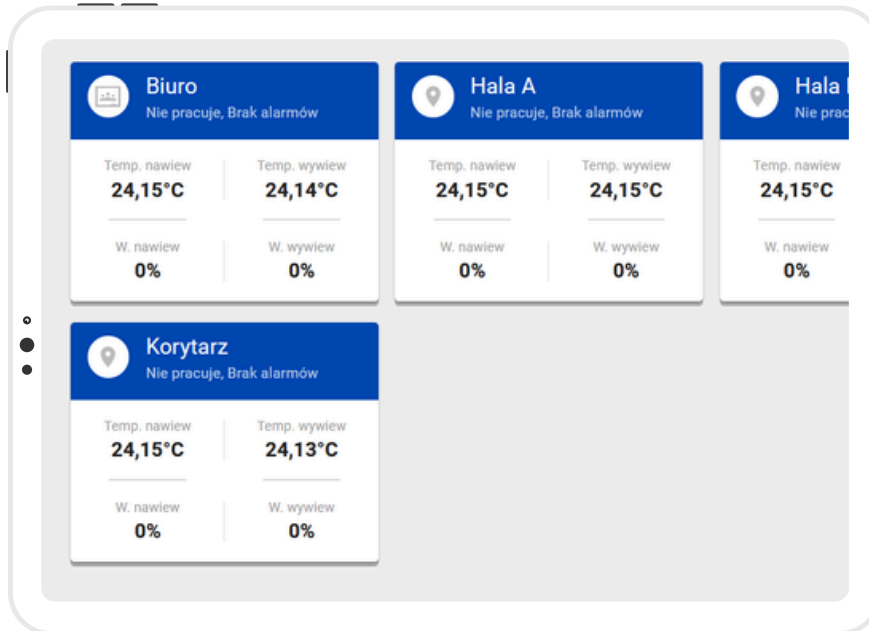 Biuro
Nie pracuje, Brak alarmów
Temp. nawiew
Temp. wywiew
24,15°C
24,14°C
W. nawiew
W. wywiew
0%
0%
Hala A
Nie pracuje, Brak alarmów
Temp. nawiew
Temp. wywiew
24,15°C
24,15°C
W. nawiew
W. wywiew
0%
0%
Hala
Nie
Temp. nawiew
24,15°C
W. nawiew
0%
Korytarz
Nie pracuje, Brak alarmów
Temp. nawiew
Temp. wywiew
24,15°C
24,13°C
W. nawiew
W. wywiew
0%
0%